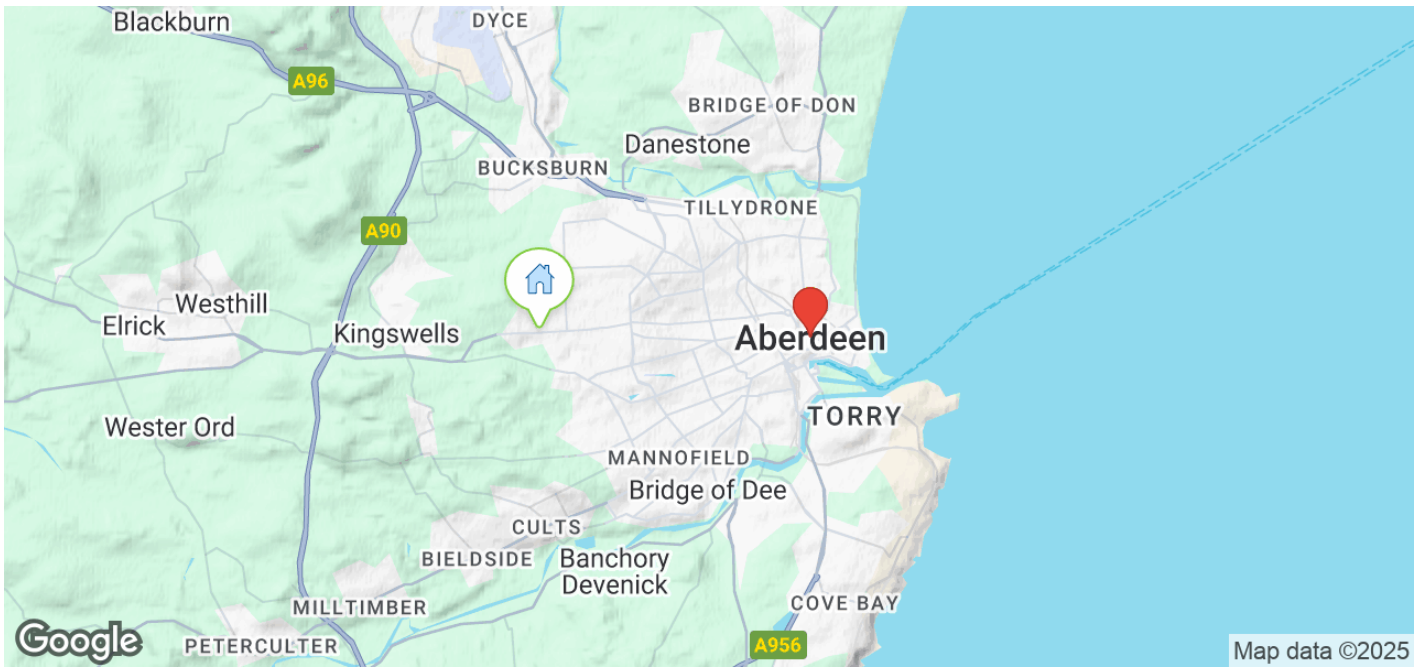 Blackburn
DYCE
A96
BRIDGE OF DON
Danestone
BUCKSBURN
TILLYDRONE
A90
Westhill
Elrick
Kingswells
Aberdeen
TORRY
Wester Ord
MANNOFIELD
Bridge of Dee
CULTS
BIELDSIDE
Banchory
Devenick
MILLTIMBER
COVE BAY
PETERCULTER
A956
Google
Map data ©2025